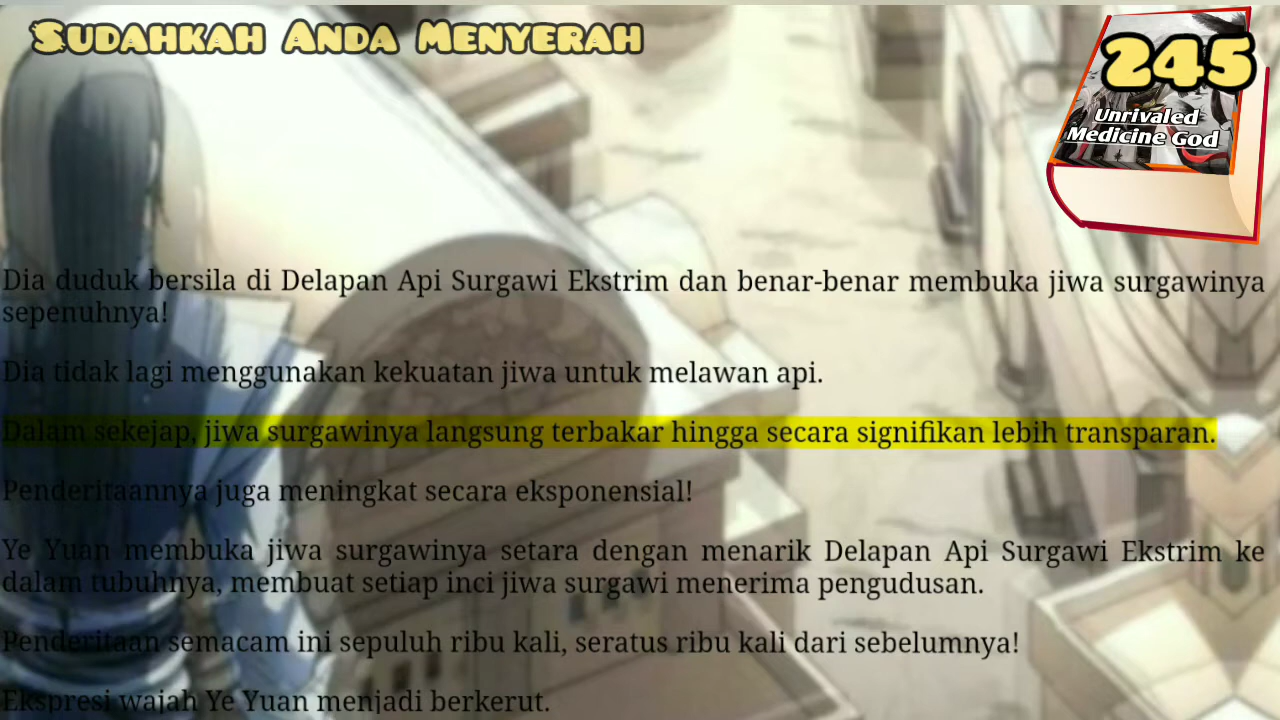 Sudahkah Anda Menyerah
245
Unrivaled
Medicine God
Dia duduk bersila di Delapan Api Surgawi Ekstrim dan benar-benar membuka jiwa surgawinya
sepenuhnya!
Dia tidak lagi menggunakan kekuatan jiwa untuk melawan api.
Dalam sekejap, jiwa surgawinya langsung terbakar hingga secara signifikan lebih transparan.
Penderitaannya juga meningkat secara eksponensial!
Ye Yuan membuka jiwa surgawinya setara dengan menarik Delapan Api Surgawi Ekstrim ke
dalam tubuhnya, membuat setiap inci jiwa surgawi menerima pengudusan.
Penderitaan semacam ini sepuluh ribu kali, seratus ribu kali dari sebelumnya!
Ekspresi wajah Ye Yuan menjadi berkerut.